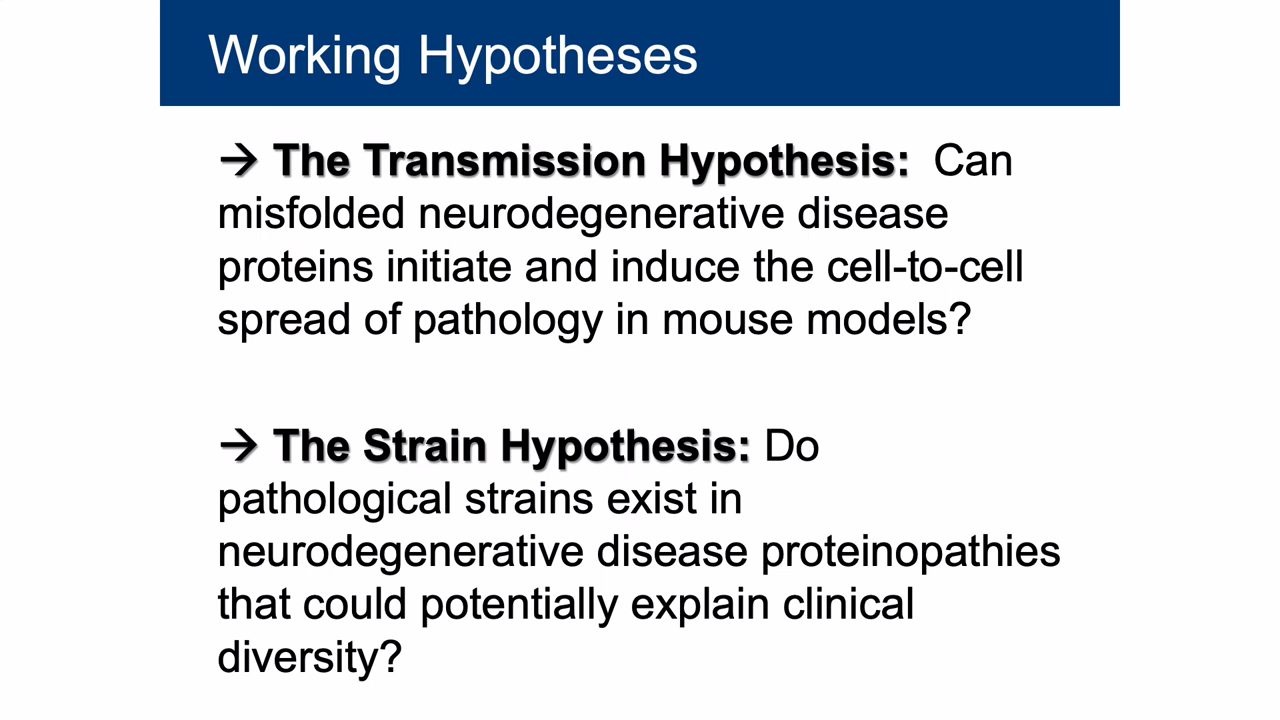 Working Hypotheses
→ The Transmission Hypothesis: Can
misfolded neurodegenerative disease
proteins initiate and induce the cell-to-cell
spread of pathology in mouse models?
→ The Strain Hypothesis: Do
pathological strains exist in
neurodegenerative disease proteinopathies
that could potentially explain clinical
diversity?